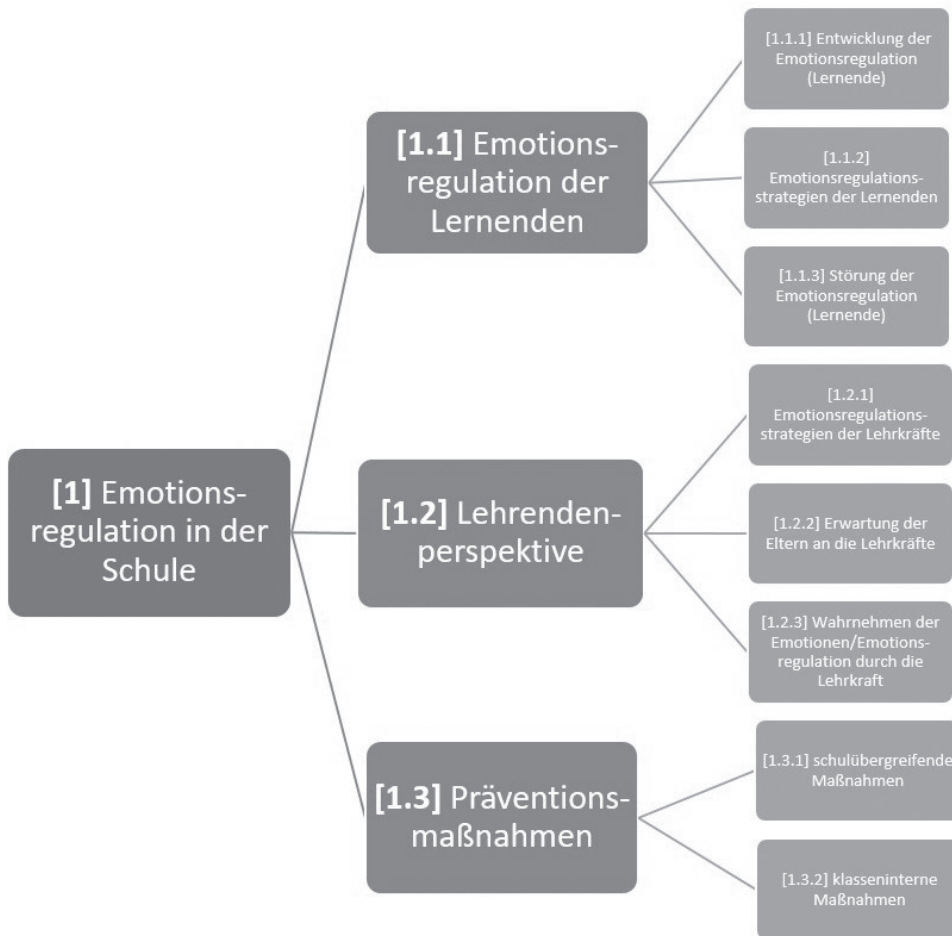 [1] Emotions-
regulation in der
Schule
[1.1] Emotions-
regulation der
Lernenden
[1.1.1] Entwicklung der
Emotionsregulation
(Lernende)
[1.1.2]
Emotionsregulations-
strategien der Lernenden
[1.1.3] Störung der
Emotionsregulation
(Lernende)
[1.2] Lehrenden-
perspektive
[1.2.1]
Emotionsregulations-
strategien der Lehrkräfte
[1.2.2] Erwartung der
Eltern an die Lehrkräfte
[1.2.3] Wahrnehmen der
Emotionen/Emotions-
regulation durch die
Lehrkraft
[1.3] Präventions-
maßnahmen
[1.3.1] schulübergreifende
Maßnahmen
[1.3.2] klasseninterne
Maßnahmen